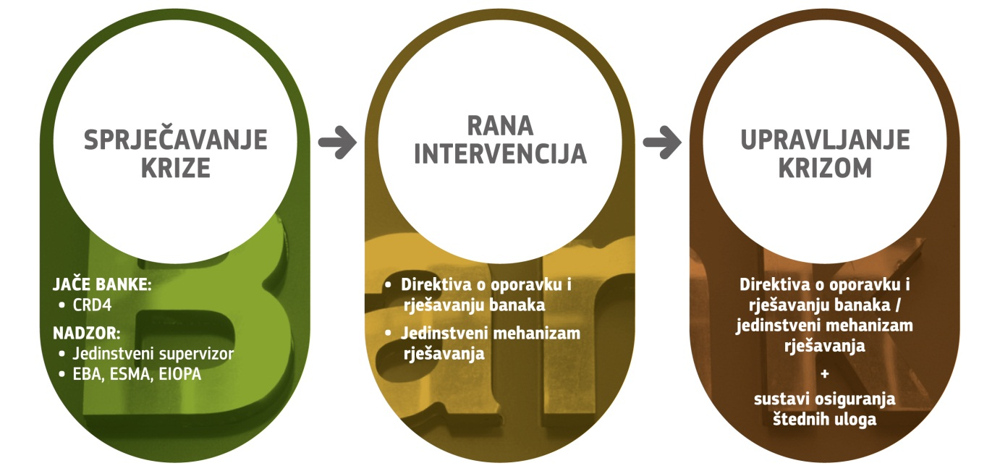 SPRJEČAVANJE
KRIZE
JAČE BANKE:
• CRD4
NADZOR:
• Jedinstveni supervizor
• EBA, ESMA, EIOPA
RANA
INTERVENCIJA
• Direktiva o oporavku i
rješavanju banaka
• Jedinstveni mehanizam
rješavanja
UPRAVLJANJE
KRIZOM
Direktiva o oporavku i
rješavanju banaka /
jedinstveni mehanizam
rješavanja
+
sustavi osiguranja
štednih uloga